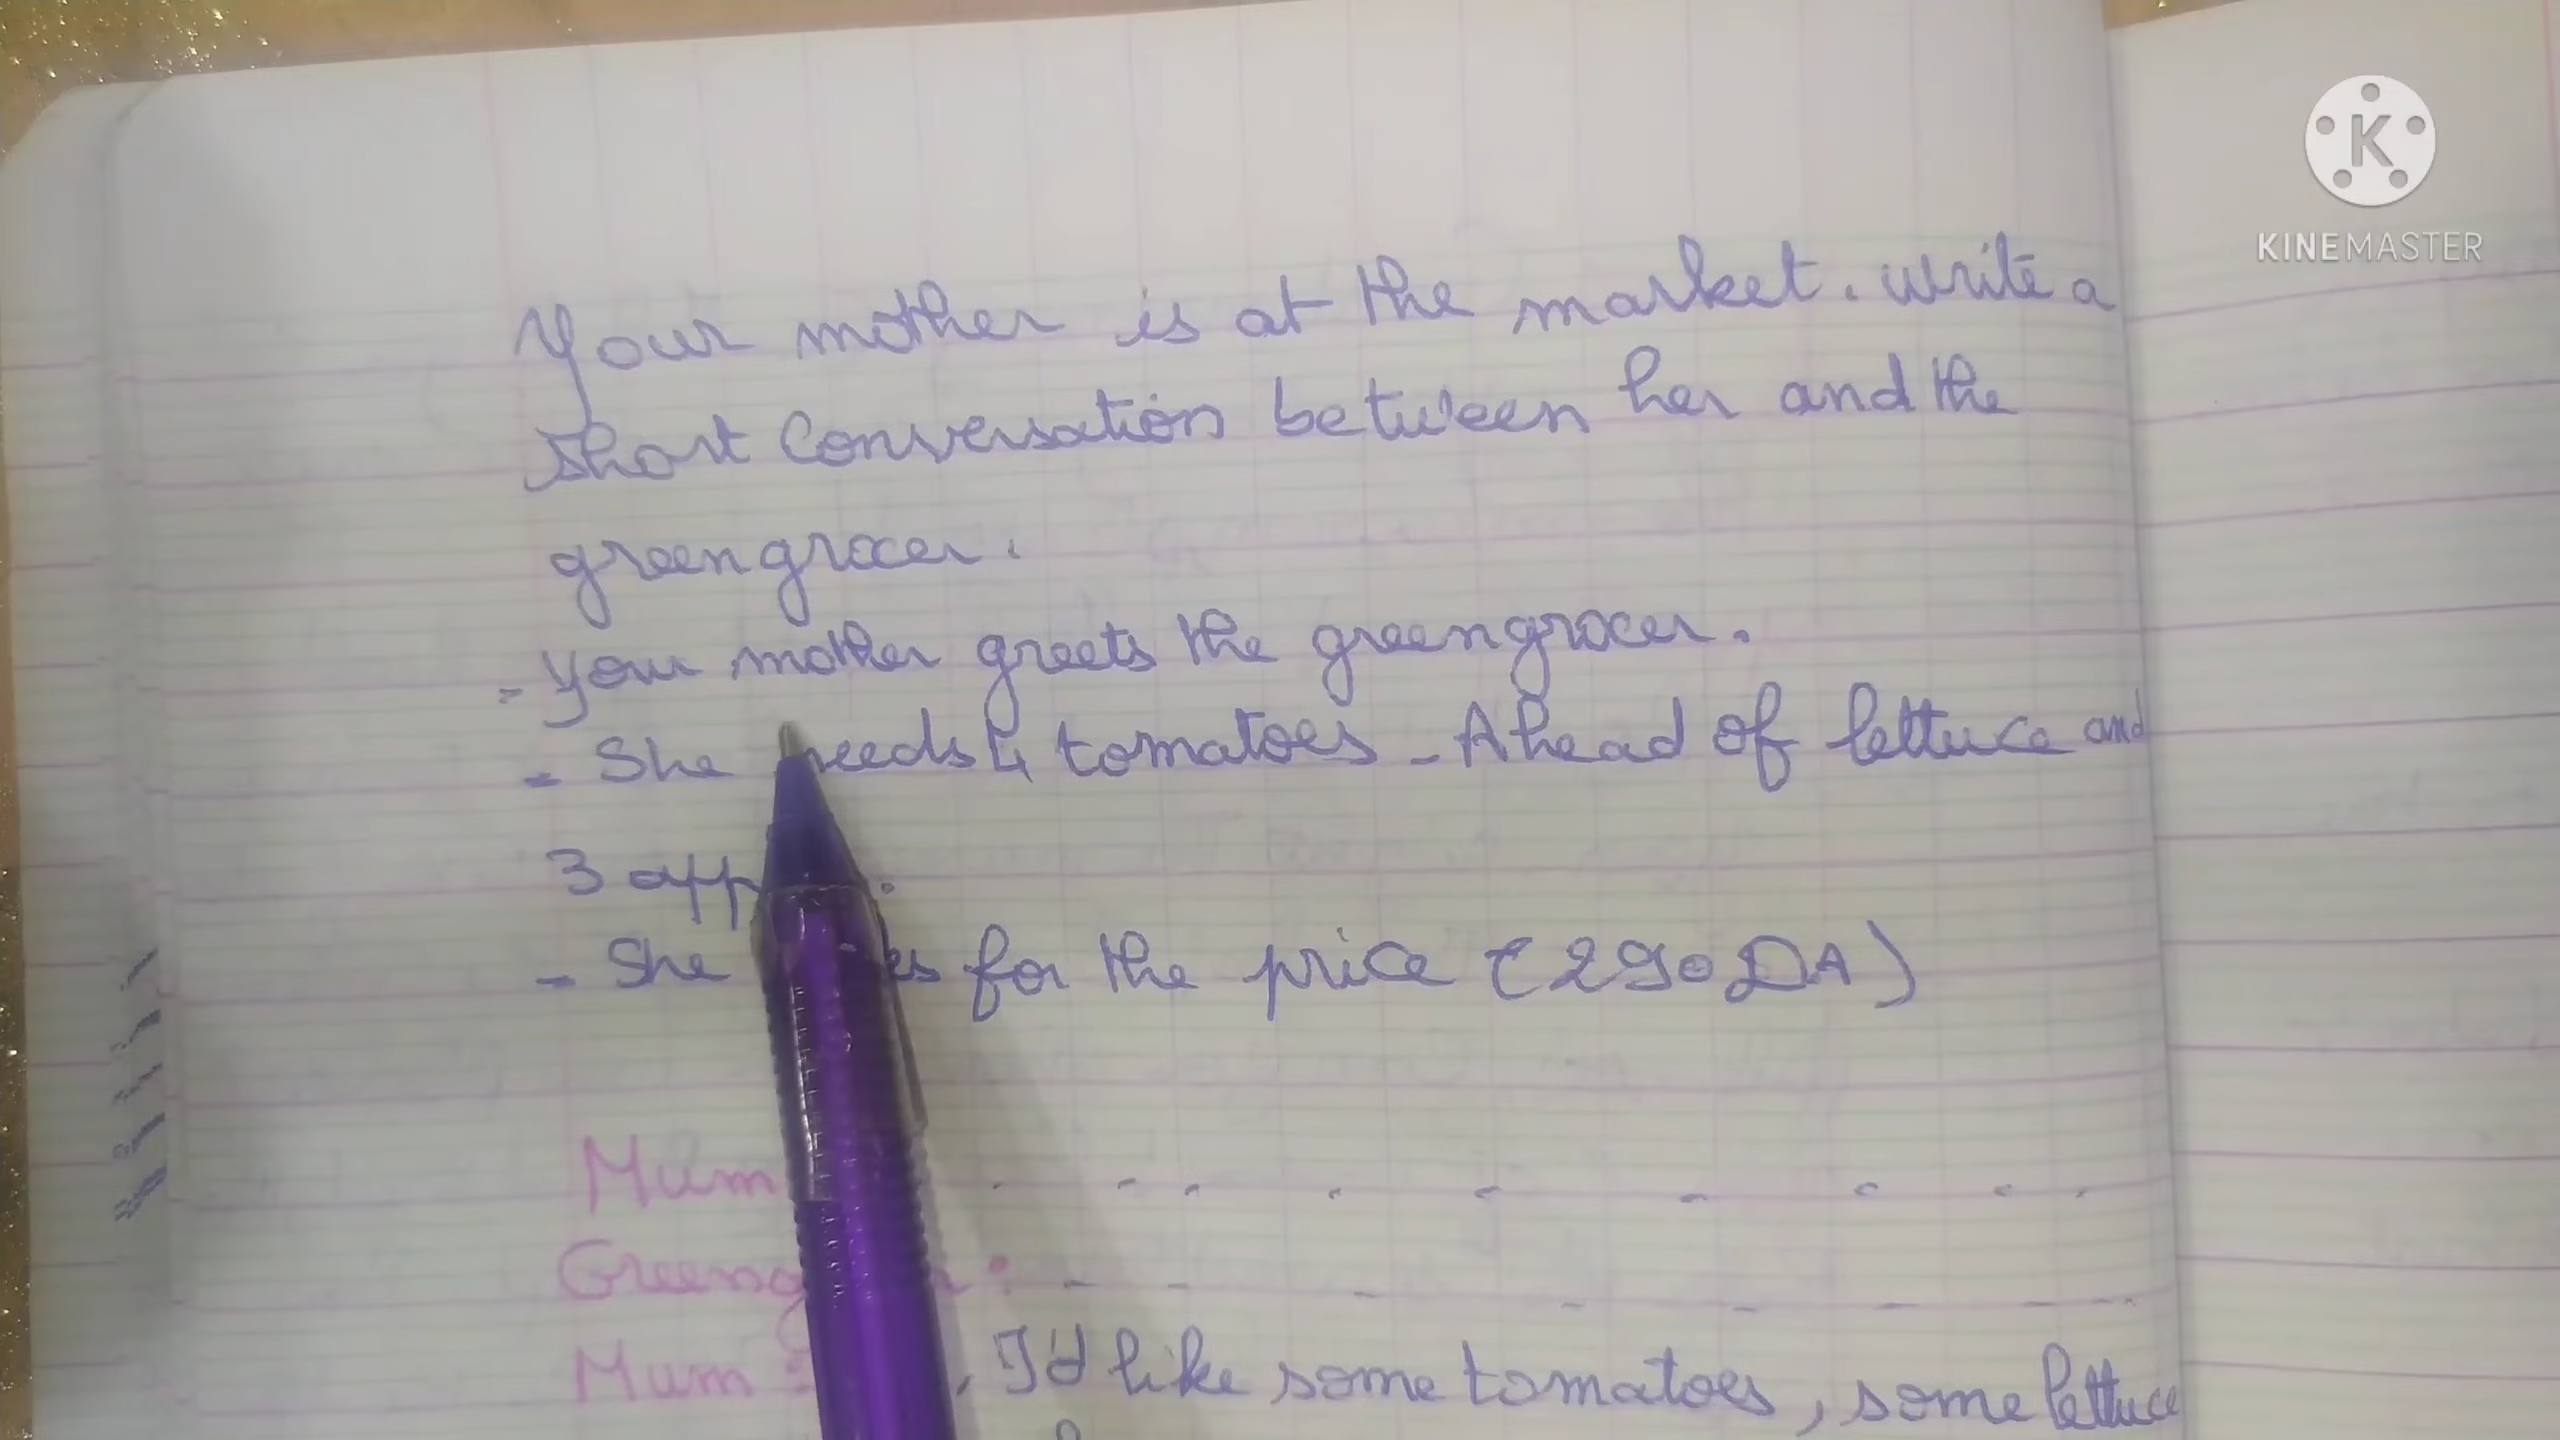 KINEMASTER
Your mother is at the market. write a
short Conversation between her and the
greengrocer.
- Your mother greets the greengrocer.
- She needs 4 tomatoes - A head of lettuce and
3
- She for the price (290 DA)
Mum
Mum : , I'd like some tomatoes, some lettuce